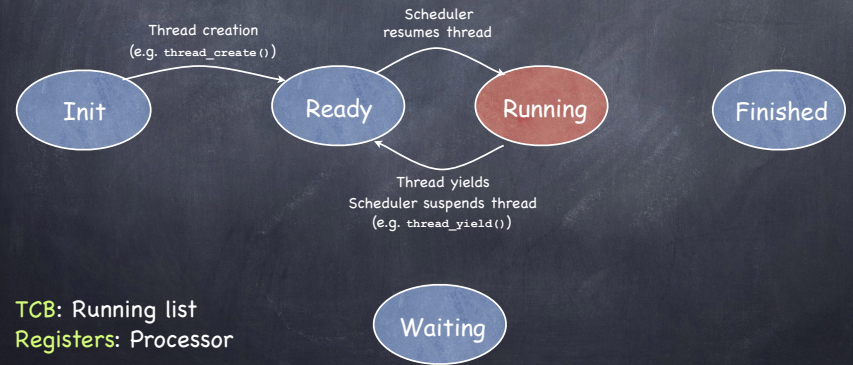 Thread creation
(e.g. thread_create())
Scheduler
resumes thread
Init
Ready
Running
Finished
Thread yields
Scheduler suspends thread
(e.g. thread_yield())
TCB: Running list
Registers: Processor
Waiting